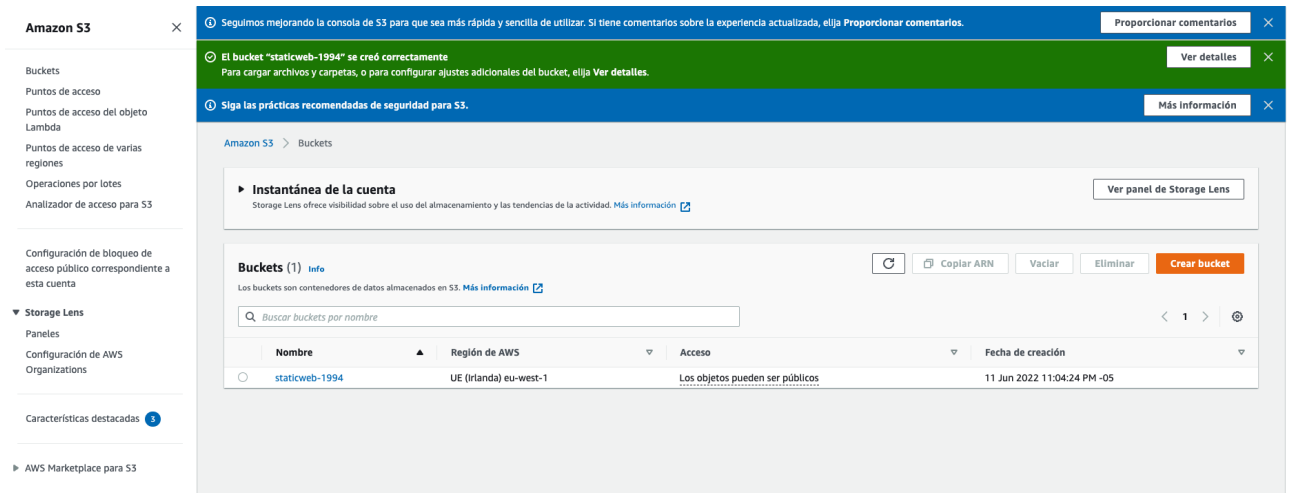 Amazon S3
Buckets
Puntos de acceso
Puntos de acceso del objeto
Lambda
Puntos de acceso de varias
regiones
Operaciones por lotes
Analizador de acceso para S3
Configuración de bloqueo de
acceso público correspondiente a
esta cuenta
Storage Lens
Paneles
Configuración de AWS
Organizations
Características destacadas 3
AWS Marketplace para S3
Seguimos mejorando la consola de S3 para que sea más rápida y sencilla de utilizar. Si tiene comentarios sobre la experiencia actualizada, elija Proporcionar comentarios. Proporcionar comentarios
El bucket "staticweb-1994" se creó correctamente
Para cargar archivos y carpetas, o para configurar ajustes adicionales del bucket, elija Ver detalles. Ver detalles
Siga las prácticas recomendadas de seguridad para S3. Más información
Amazon S3 > Buckets
Instantánea de la cuenta Ver panel de Storage Lens
Storage Lens ofrece visibilidad sobre el uso del almacenamiento y las tendencias de la actividad. Más información
Buckets (1) Info Copiar ARN Vaciar Eliminar Crear bucket
Los buckets son contenedores de datos almacenados en S3. Más información
Buscar buckets por nombre < 1 >
Nombre Región de AWS Acceso Fecha de creación
staticweb-1994 UE (Irlanda) eu-west-1 Los objetos pueden ser públicos 11 Jun 2022 11:04:24 PM -05